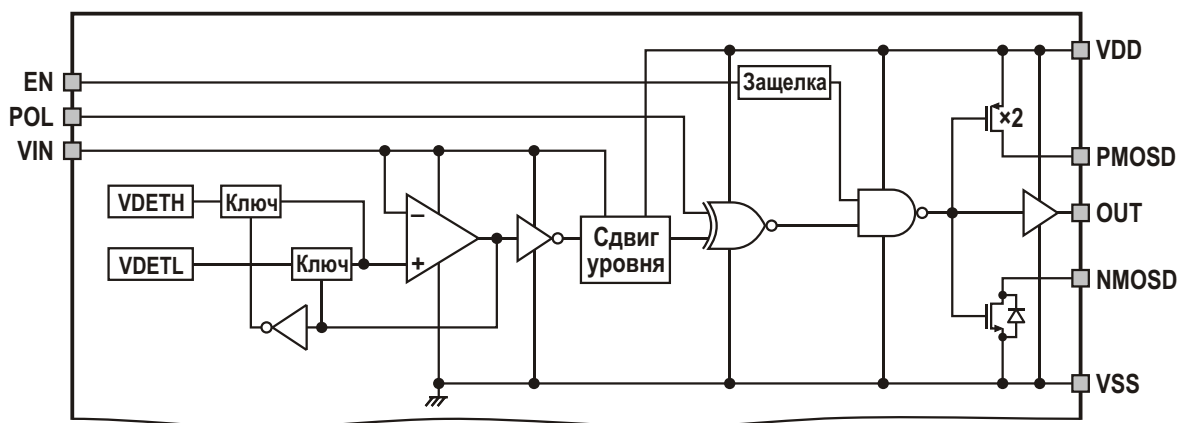 VDD
EN
Защелка
POL
×2
VIN
PMOSD
VDETH
Ключ
−
OUT
Сдвиг
уровня
VDETL
Ключ
+
NMOSD
VSS